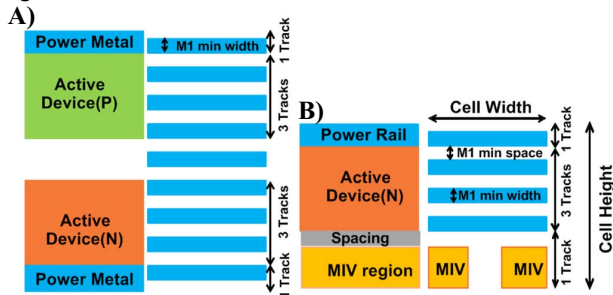 A)
Power Metal
M1 min width
1 Track
Active
Device(P)
3 Tracks
Active
Device(N)
3 Tracks
Power Metal
1 Track
B)
Cell Width
Power Rail
1 Track
M1 min space
Active
Device(N)
M1 min width
3 Tracks
Spacing
MIV region
MIV
MIV
1 Track
Cell Height